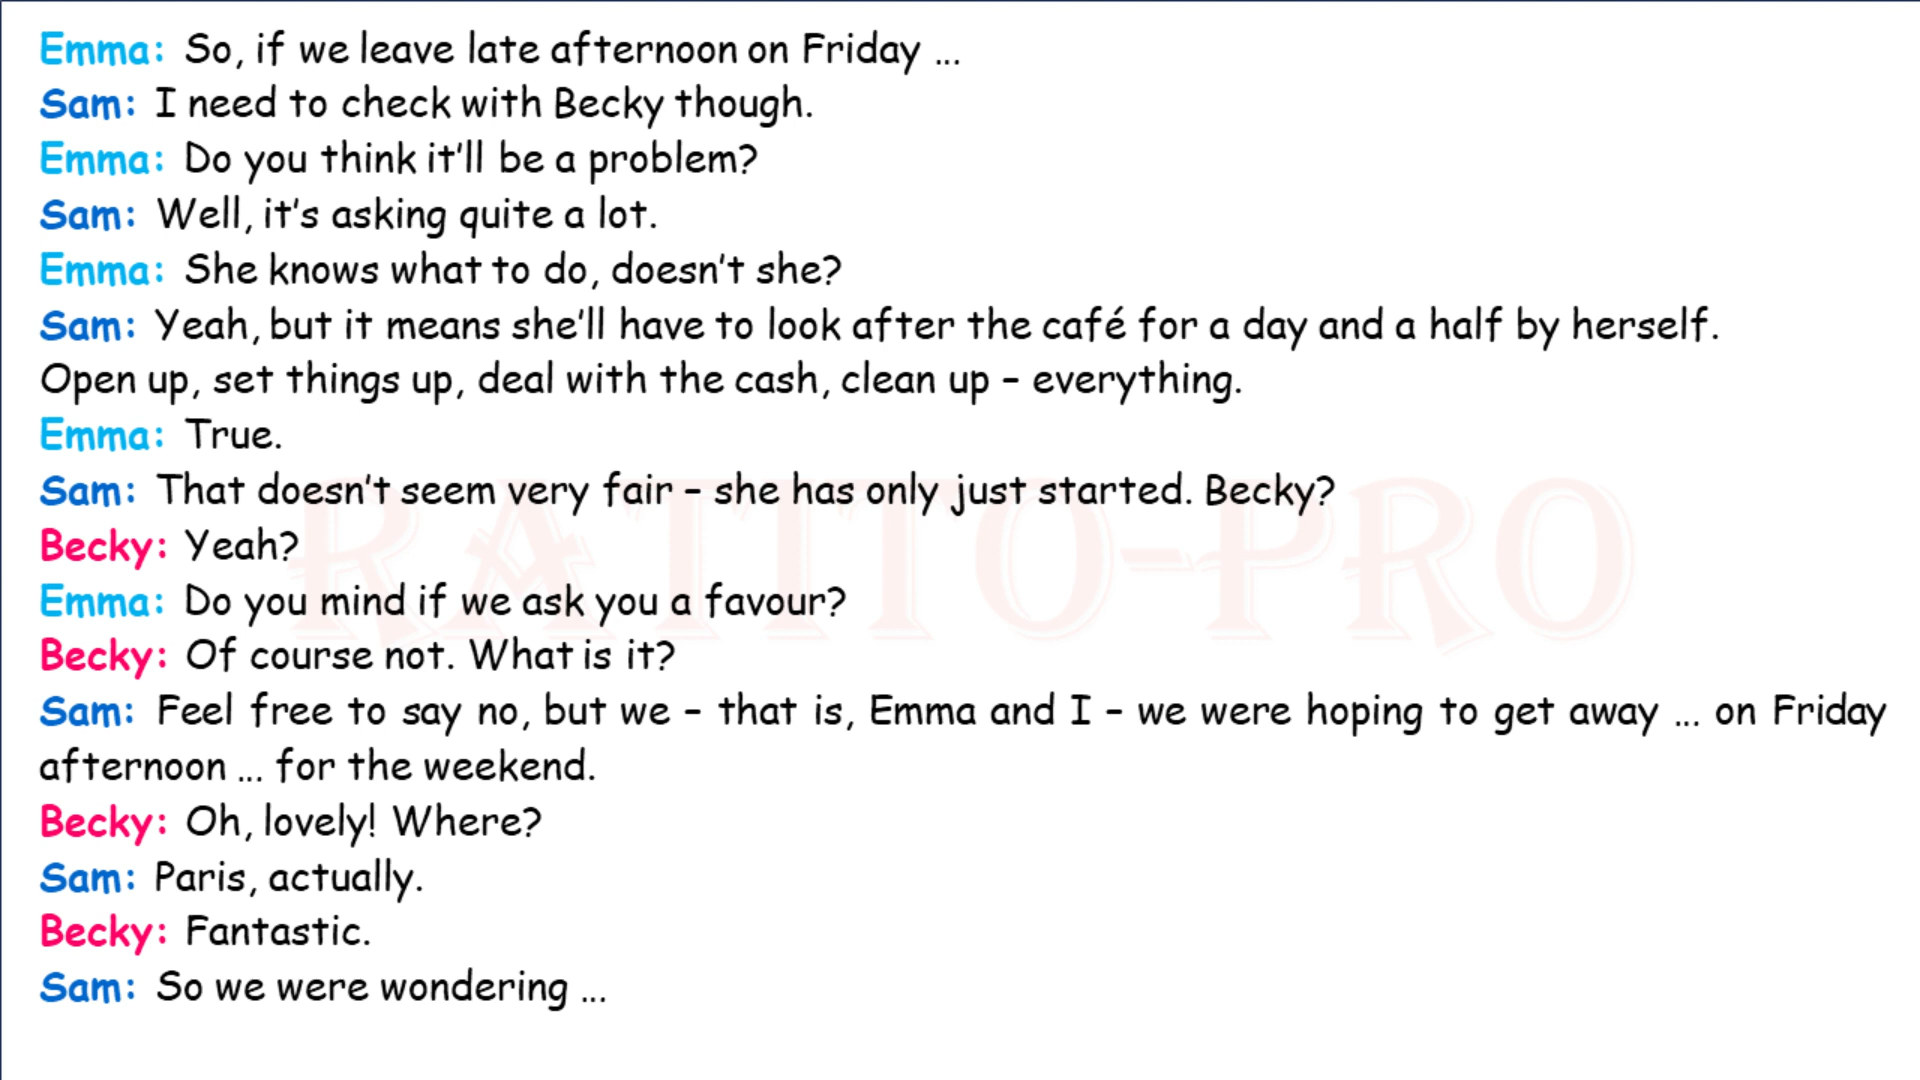 Emma: So, if we leave late afternoon on Friday ...
Sam: I need to check with Becky though.
Emma: Do you think it'll be a problem?
Sam: Well, it's asking quite a lot.
Emma: She knows what to do, doesn't she?
Sam: Yeah, but it means she'll have to look after the café for a day and a half by herself.
Open up, set things up, deal with the cash, clean up – everything.
Emma: True.
Sam: That doesn't seem very fair – she has only just started. Becky?
Becky: Yeah?
RATITO-PRO
Emma: Do you mind if we ask you a favour?
Becky: Of course not. What is it?
Sam: Feel free to say no, but we – that is, Emma and I – we were hoping to get away ... on Friday
afternoon ... for the weekend.
Becky: Oh, lovely! Where?
Sam: Paris, actually.
Becky: Fantastic.
Sam: So we were wondering ...